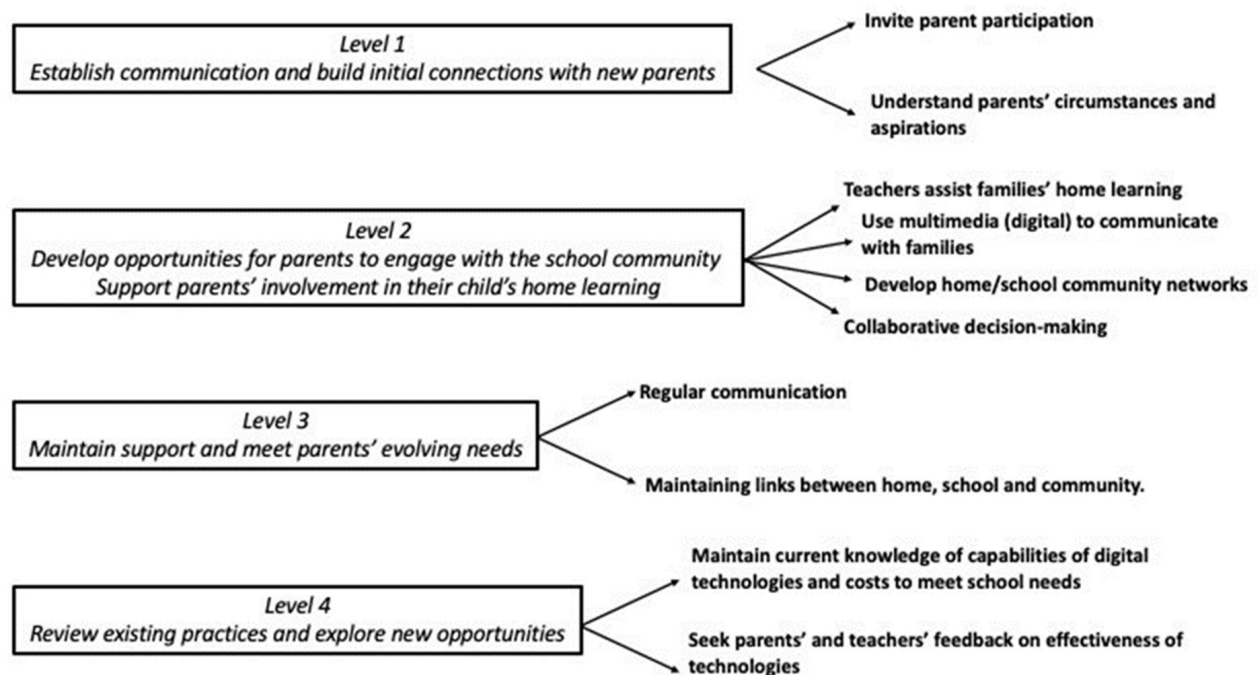 Level 1
Establish communication and build initial connections with new parents
Invite parent participation
Understand parents’ circumstances and
aspirations
Level 2
Develop opportunities for parents to engage with the school community
Support parents’ involvement in their child’s home learning
Teachers assist families’ home learning
Use multimedia (digital) to communicate
with families
Develop home/school community networks
Collaborative decision-making
Level 3
Maintain support and meet parents’ evolving needs
Regular communication
Maintaining links between home, school and community.
Level 4
Review existing practices and explore new opportunities
Maintain current knowledge of capabilities of digital
technologies and costs to meet school needs
Seek parents’ and teachers’ feedback on effectiveness of
technologies